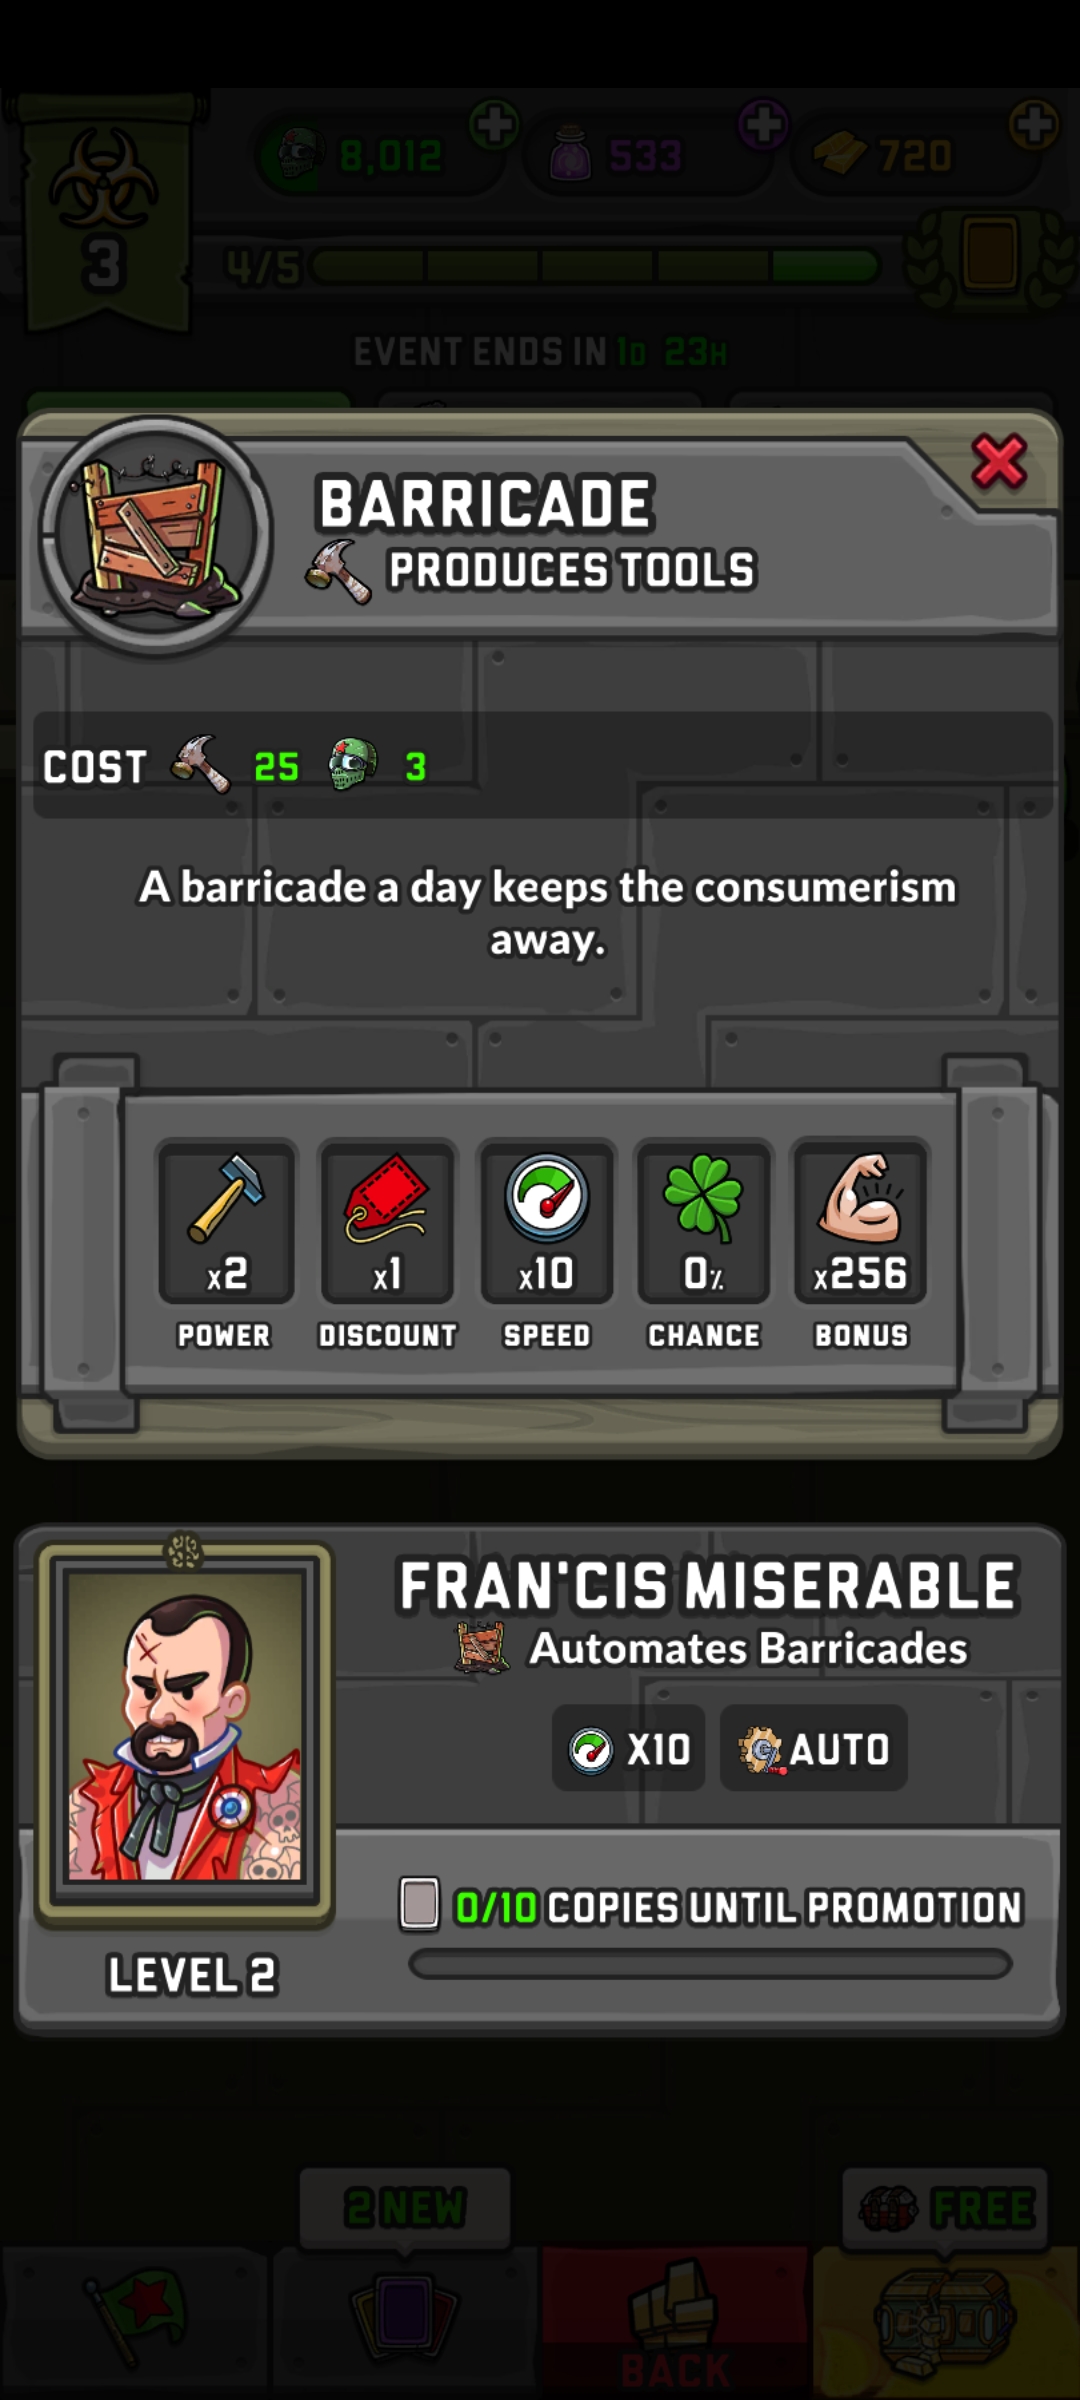 8,012
533
720
3
4/5
EVENT ENDS IN 1D 23H
BARRICADE
PRODUCES TOOLS
COST 25 3
A barricade a day keeps the consumerism
away.
x2 x1 x10 0% x256
POWER DISCOUNT SPEED CHANCE BONUS
FRAN'CIS MISERABLE
Automates Barricades
X10 AUTO
0/10 COPIES UNTIL PROMOTION
LEVEL 2
2 NEW
FREE
BACK